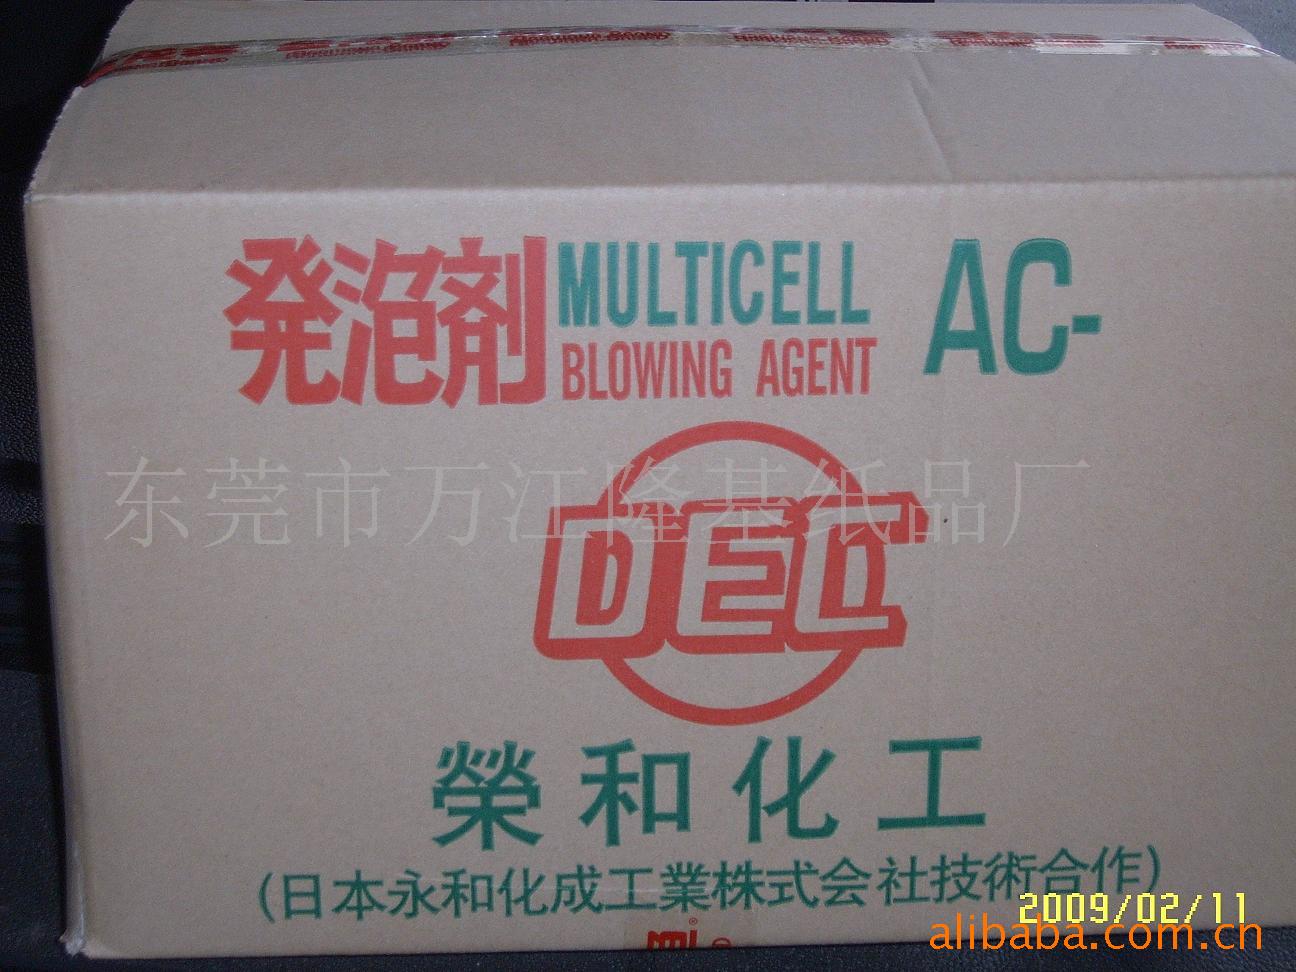 発泡剤 MULTICELL AC-
BLOWING AGENT
东莞市万江隆基纸品厂
DEC
榮和化工
(日本永和化成工業株式会社技術合作)
2009/02/11
alibaba.com.cn